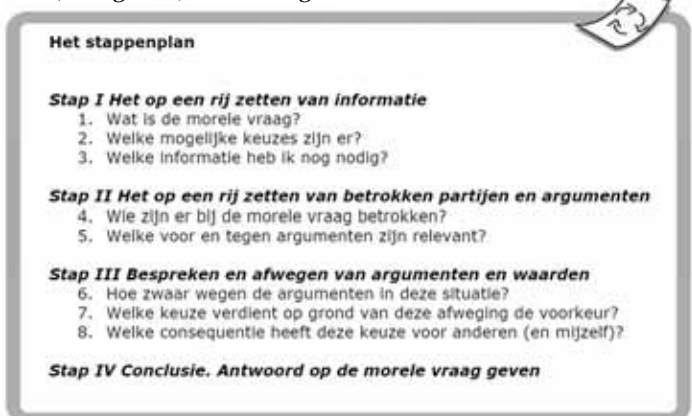 Het stappenplan
Stap I Het op een rij zetten van informatie
1. Wat is de morele vraag?
2. Welke mogelijke keuzes zijn er?
3. Welke informatie heb ik nog nodig?
Stap II Het op een rij zetten van betrokken partijen en argumenten
4. Wie zijn er bij de morele vraag betrokken?
5. Welke voor en tegen argumenten zijn relevant?
Stap III Bespreken en afwegen van argumenten en waarden
6. Hoe zwaar wegen de argumenten in deze situatie?
7. Welke keuze verdient op grond van deze afweging de voorkeur?
8. Welke consequentie heeft deze keuze voor anderen (en mijzelf)?
Stap IV Conclusie. Antwoord op de morele vraag geven